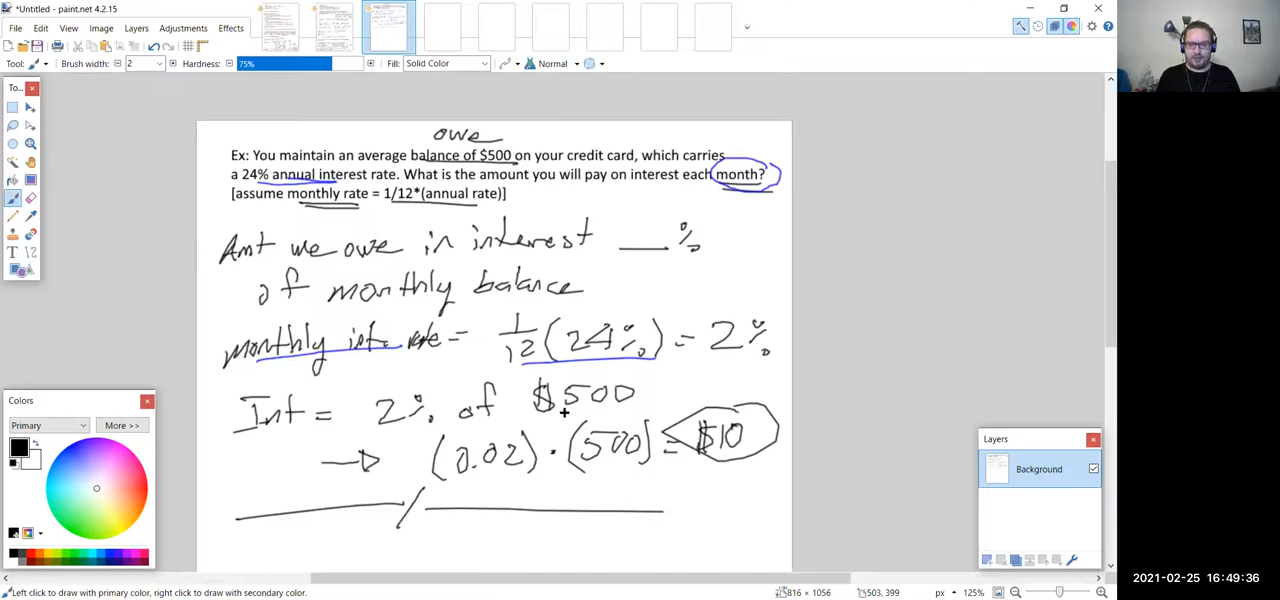 *Untitled - paint.net 4.2.15
File Edit View Image Layers Adjustments Effects
Tool: Brush width: 2 Hardness: 75% Fill: Solid Color Normal
To...
owe
Ex: You maintain an average balance of $500 on your credit card, which carries
a 24% annual interest rate. What is the amount you will pay on interest each month?
[assume monthly rate = 1/12*(annual rate)]
Amt we owe in interest ___ %
of monthly balance
monthly int. rate = 1/12 (24%) = 2%
Int = 2% of $500
→ (0.02) · (500) = $10
Colors
Primary More >>
Layers
Background
Left click to draw with primary color, right click to draw with secondary color.
816 x 1056 503, 399 px 125%
2021-02-25 16:49:36